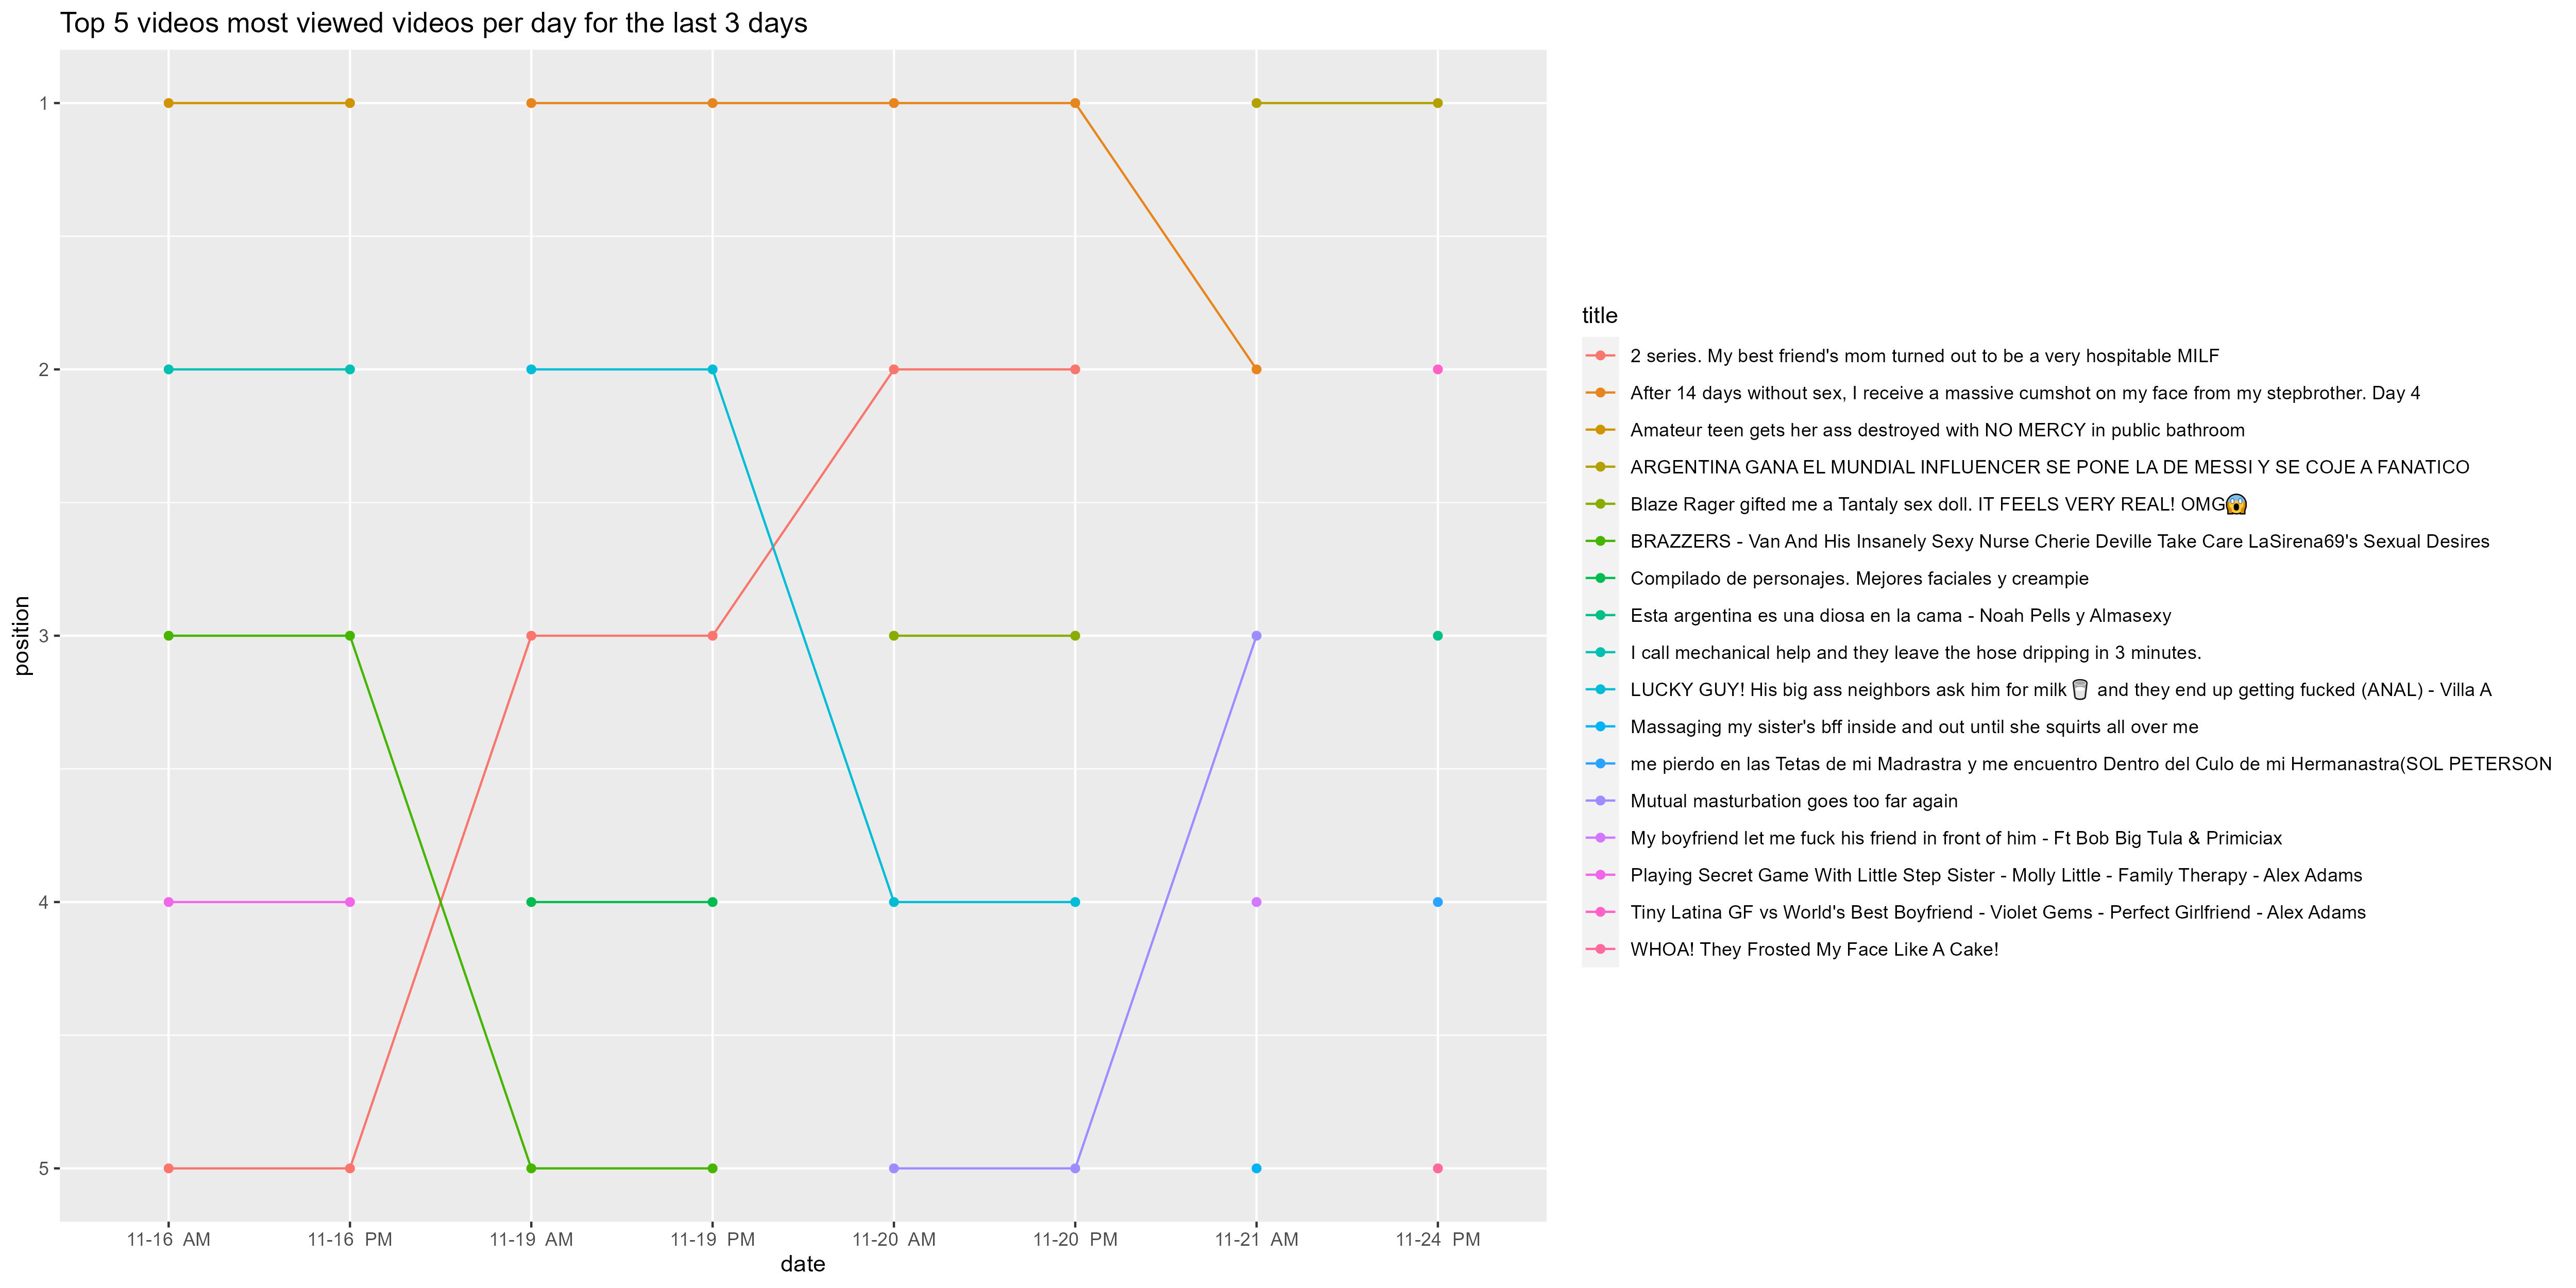 Top 5 videos most viewed videos per day for the last 3 days
position
1
2
3
4
5
11-16 AM
11-16 PM
11-19 AM
11-19 PM
11-20 AM
11-20 PM
11-21 AM
11-24 PM
date
title
2 series. My best friend's mom turned out to be a very hospitable MILF
After 14 days without sex, I receive a massive cumshot on my face from my stepbrother. Day 4
Amateur teen gets her ass destroyed with NO MERCY in public bathroom
ARGENTINA GANA EL MUNDIAL INFLUENCER SE PONE LA DE MESSI Y SE COJE A FANATICO
Blaze Rager gifted me a Tantaly sex doll. IT FEELS VERY REAL! OMG😱
BRAZZERS - Van And His Insanely Sexy Nurse Cherie Deville Take Care LaSirena69's Sexual Desires
Compilado de personajes. Mejores faciales y creampie
Esta argentina es una diosa en la cama - Noah Pells y Almasexy
I call mechanical help and they leave the hose dripping in 3 minutes.
LUCKY GUY! His big ass neighbors ask him for milk🥛 and they end up getting fucked (ANAL) - Villa A
Massaging my sister's bff inside and out until she squirts all over me
me pierdo en las Tetas de mi Madrastra y me encuentro Dentro del Culo de mi Hermanastra(SOL PETERSON
Mutual masturbation goes too far again
My boyfriend let me fuck his friend in front of him - Ft Bob Big Tula & Primiciax
Playing Secret Game With Little Step Sister - Molly Little - Family Therapy - Alex Adams
Tiny Latina GF vs World's Best Boyfriend - Violet Gems - Perfect Girlfriend - Alex Adams
WHOA! They Frosted My Face Like A Cake!